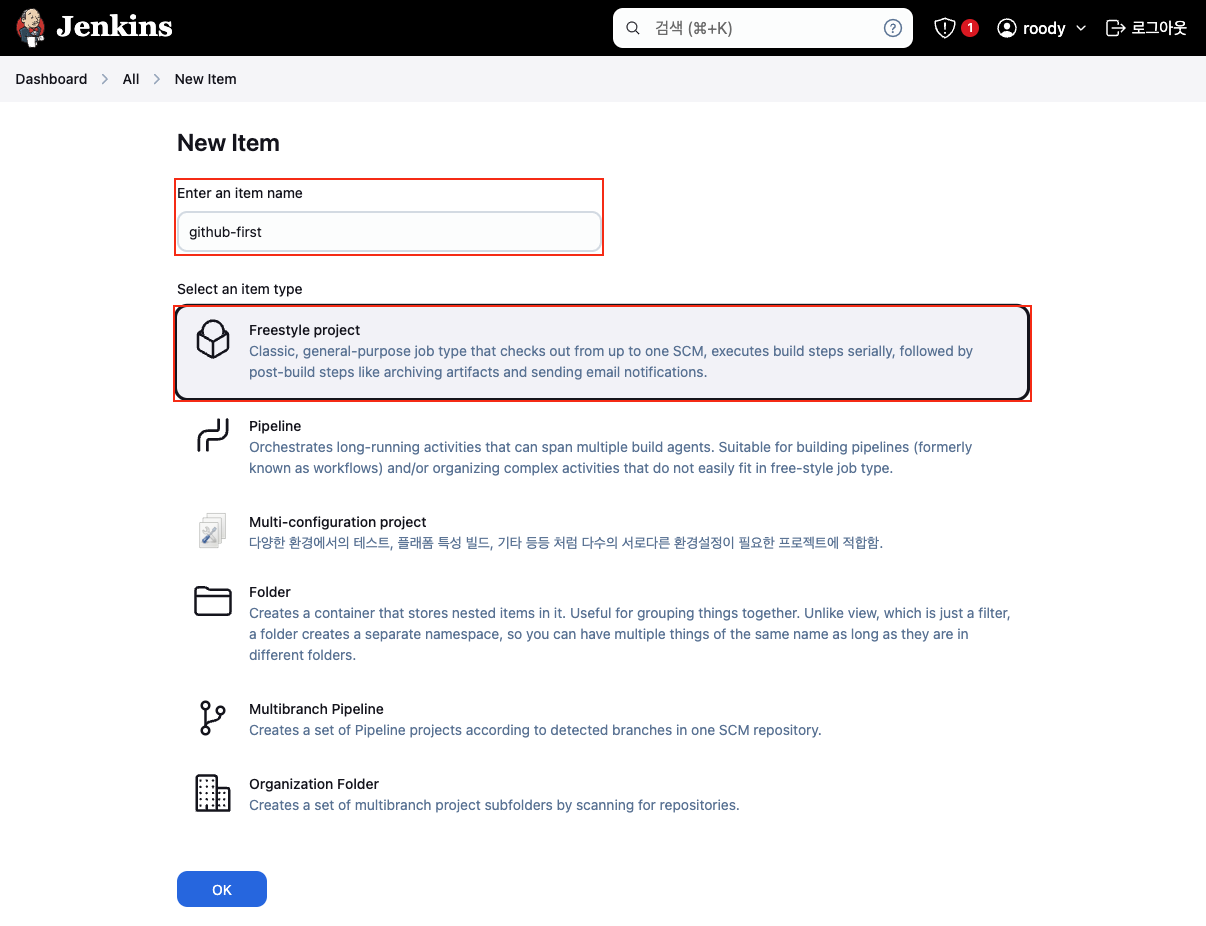 Jenkins
검색 (⌘+K)
1
roody
로그아웃
Dashboard
All
New Item
New Item
Enter an item name
github-first
Select an item type
Freestyle project
Classic, general-purpose job type that checks out from up to one SCM, executes build steps serially, followed by
post-build steps like archiving artifacts and sending email notifications.
Pipeline
Orchestrates long-running activities that can span multiple build agents. Suitable for building pipelines (formerly
known as workflows) and/or organizing complex activities that do not easily fit in free-style job type.
Multi-configuration project
다양한 환경에서의 테스트, 플래폼 특성 빌드, 기타 등등 처럼 다수의 서로다른 환경설정이 필요한 프로젝트에 적합함.
Folder
Creates a container that stores nested items in it. Useful for grouping things together. Unlike view, which is just a filter,
a folder creates a separate namespace, so you can have multiple things of the same name as long as they are in
different folders.
Multibranch Pipeline
Creates a set of Pipeline projects according to detected branches in one SCM repository.
Organization Folder
Creates a set of multibranch project subfolders by scanning for repositories.
OK